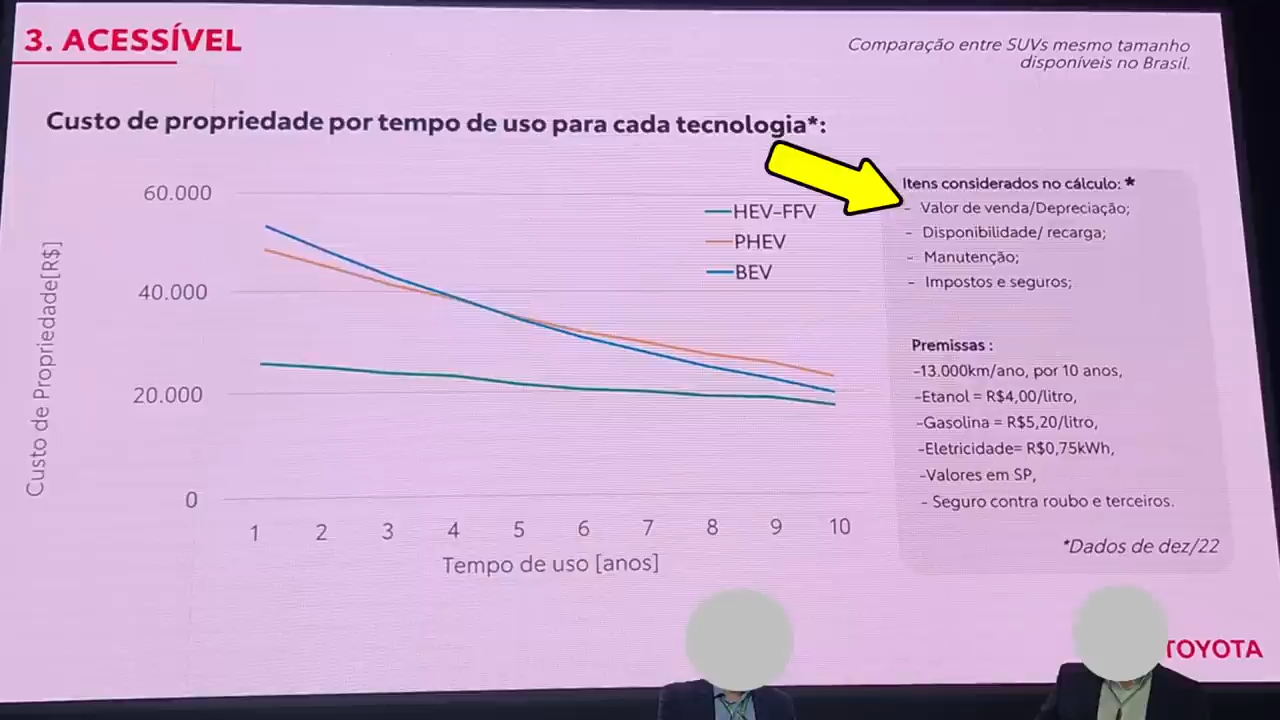 3. ACESSÍVEL
Comparação entre SUVs mesmo tamanho
disponíveis no Brasil.
Custo de propriedade por tempo de uso para cada tecnologia*:
60.000
40.000
20.000
0
Custo de Propriedade[R$]
HEV-FFV
PHEV
BEV
1 2 3 4 5 6 7 8 9 10
Tempo de uso [anos]
Itens considerados no cálculo: *
- Valor de venda/Depreciação;
- Disponibilidade/ recarga;
- Manutenção;
- Impostos e seguros;
Premissas :
-13.000km/ano, por 10 anos,
-Etanol = R$4,00/litro,
-Gasolina = R$5,20/litro,
-Eletricidade= R$0,75kWh,
-Valores em SP,
- Seguro contra roubo e terceiros.
*Dados de dez/22
TOYOTA